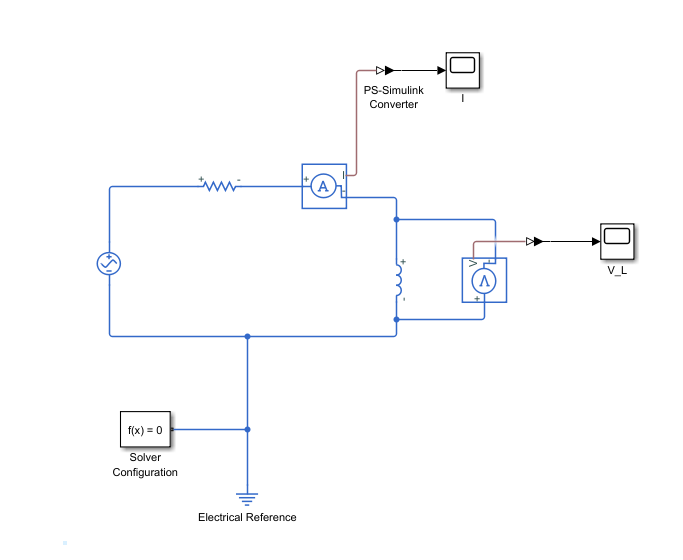 PS-Simulink
Converter
I
+
-
+
A
I
-
+
-
V
-
V
+
V_L
+
-
f(x) = 0
Solver
Configuration
Electrical Reference